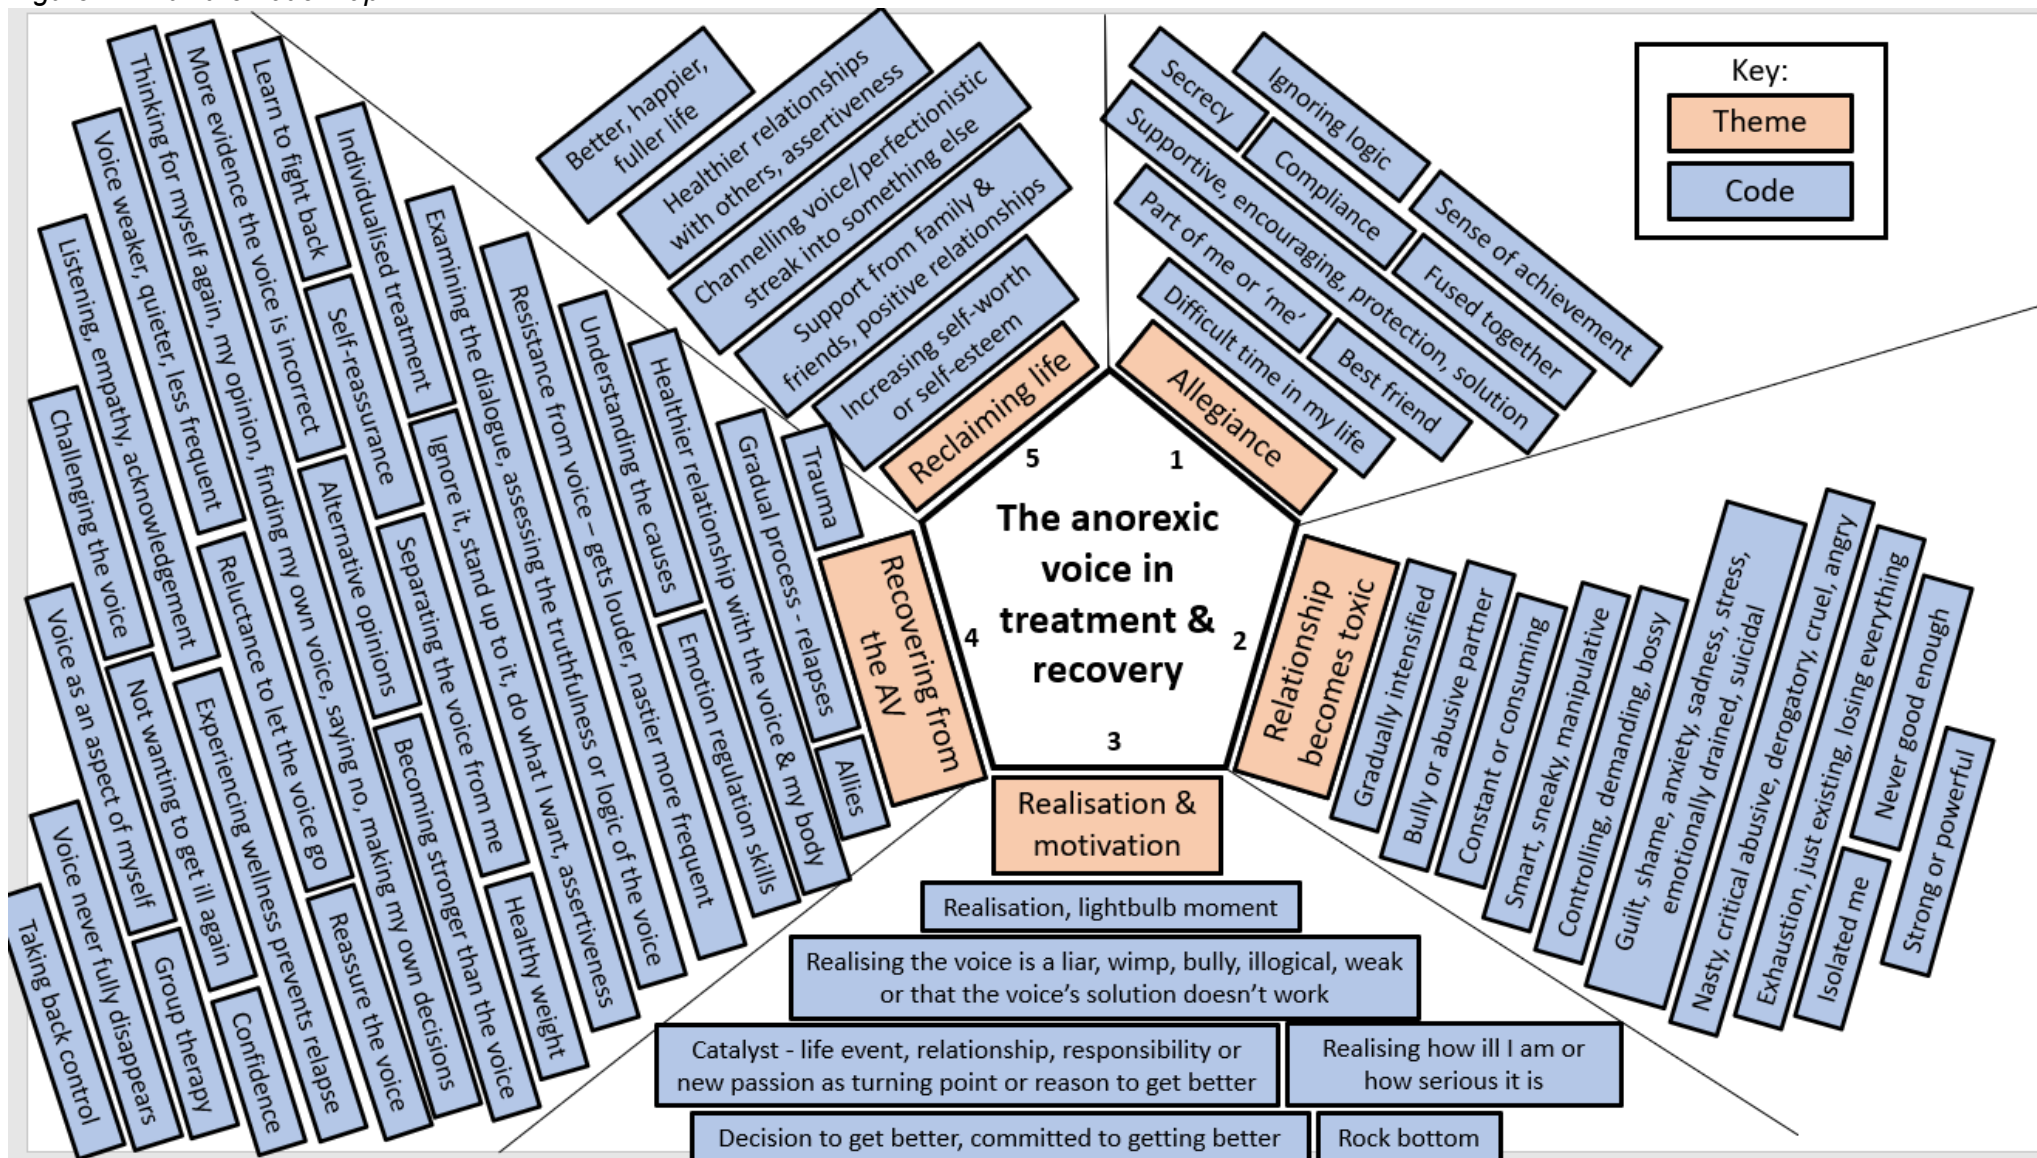 Key:
Theme
Code
The anorexic
voice in
treatment &
recovery
1
2
3
4
5
Allegiance
Difficult time in my life
Part of me or ‘me’
Best friend
Supportive, encouraging, protection, solution
Secrecy
Compliance
Fused together
Ignoring logic
Sense of achievement
Relationship
becomes toxic
Gradually intensified
Bully or abusive partner
Constant or consuming
Smart, sneaky, manipulative
Controlling, demanding, bossy
Guilt, shame, anxiety, sadness, stress,
emotionally drained, suicidal
Nasty, critical abusive, derogatory, cruel, angry
Exhaustion, just existing, losing everything
Never good enough
Isolated me
Strong or powerful
Realisation &
motivation
Realisation, lightbulb moment
Realising the voice is a liar, wimp, bully, illogical, weak
or that the voice’s solution doesn’t work
Catalyst - life event, relationship, responsibility or
new passion as turning point or reason to get better
Realising how ill I am or
how serious it is
Decision to get better, committed to getting better
Rock bottom
Recovering from
the AV
Trauma
Allies
Gradual process - relapses
Healthier relationship with the voice & my body
Understanding the causes
Emotion regulation skills
Resistance from voice – gets louder, nastier more frequent
Examining the dialogue, assessing the truthfulness or logic of the voice
Individualised treatment
Ignore it, stand up to it, do what I want, assertiveness
Learn to fight back
Self-reassurance
Separating the voice from me
Healthy weight
More evidence the voice is incorrect
Alternative opinions
Becoming stronger than the voice
Thinking for myself again, my opinion, finding my own voice, saying no, making my own decisions
Voice weaker, quieter, less frequent
Reluctance to let the voice go
Reassure the voice
Listening, empathy, acknowledgement
Experiencing wellness prevents relapse
Challenging the voice
Not wanting to get ill again
Confidence
Voice as an aspect of myself
Group therapy
Voice never fully disappears
Taking back control
Reclaiming life
Increasing self-worth
or self-esteem
Support from family &
friends, positive relationships
Channelling voice/perfectionistic
streak into something else
Healthier relationships
with others, assertiveness
Better, happier,
fuller life